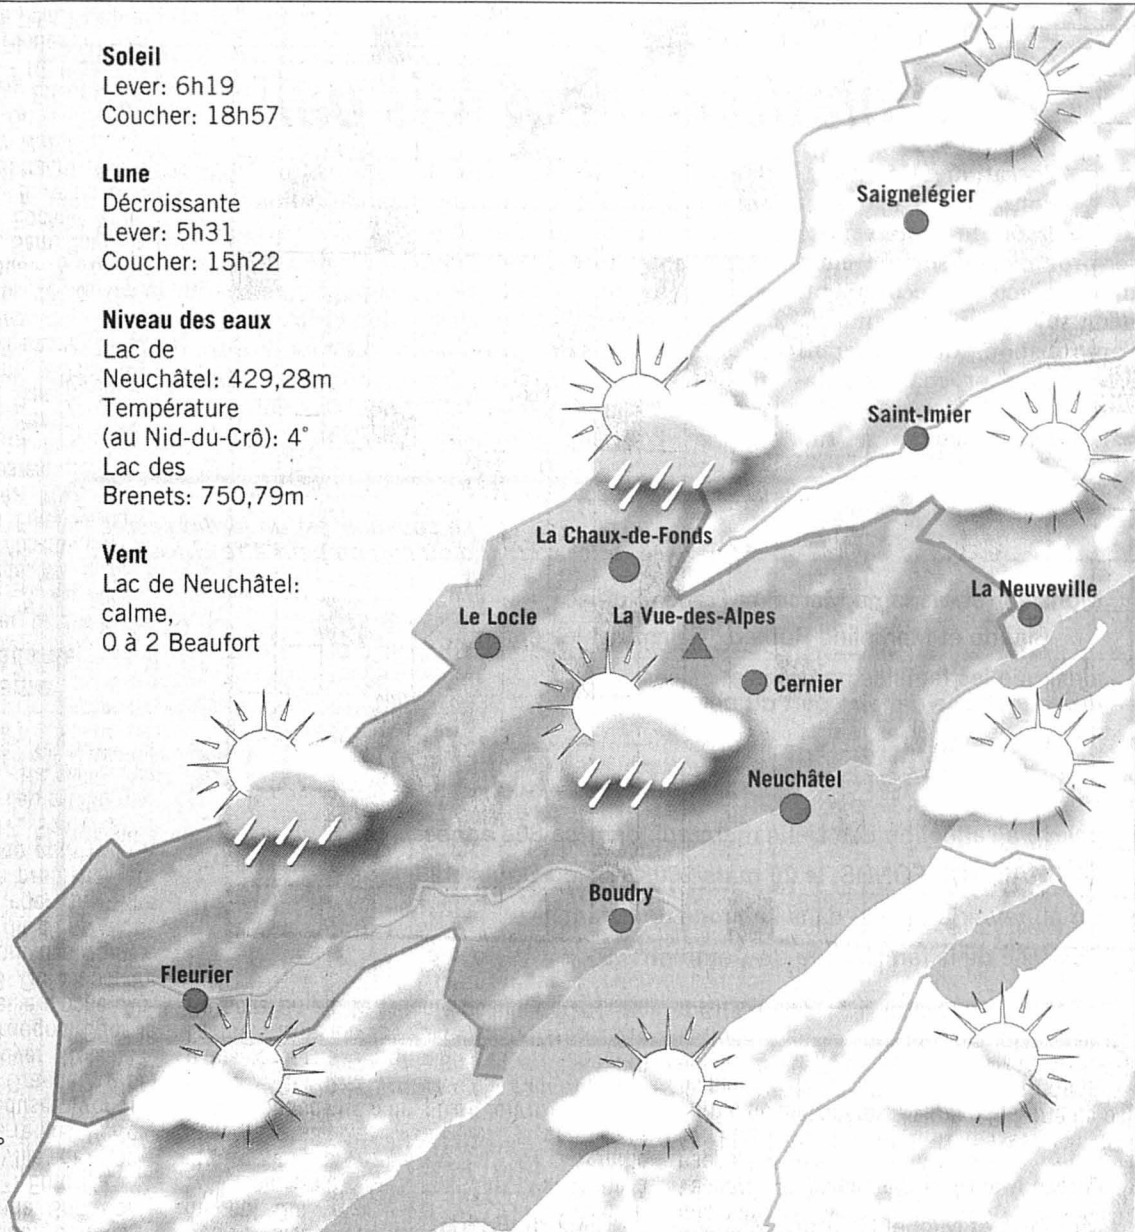 Soleil
Lever: 6h19
Coucher: 18h57
Lune
Décroissante
Lever: 5h31
Coucher: 15h22
Niveau des eaux
Lac de
Neuchâtel: 429,28m
Température
(au Nid-du-Crô): 4°
Lac des
Brenets: 750,79m
Vent
Lac de Neuchâtel:
calme,
0 à 2 Beaufort
Saignelégier
Saint-Imier
La Chaux-de-Fonds
La Neuveville
Le Locle
La Vue-des-Alpes
Cernier
Neuchâtel
Boudry
Fleurier